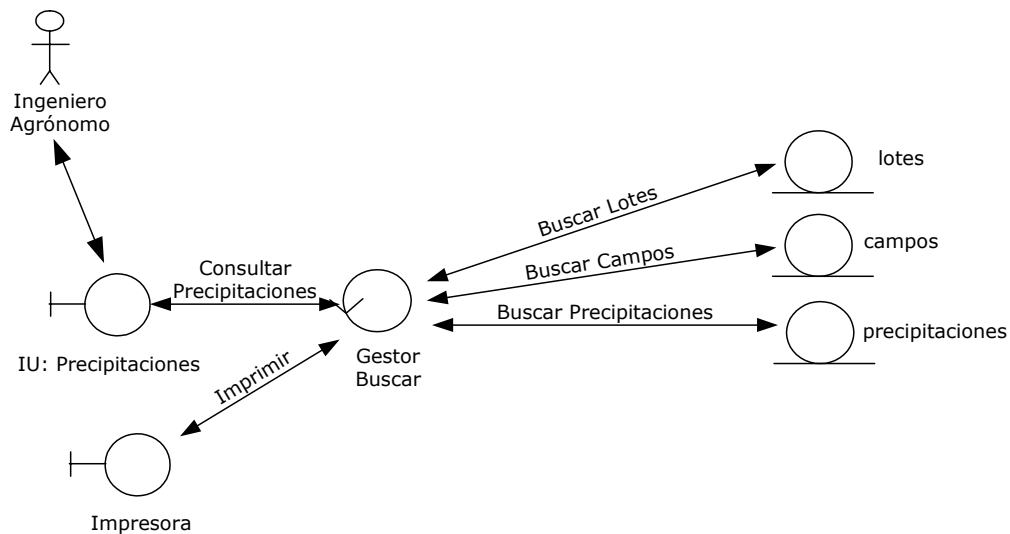 Ingeniero
Agrónomo
lotes
Buscar Lotes
campos
Buscar Campos
Consultar
Precipitaciones
Buscar Precipitaciones
precipitaciones
IU: Precipitaciones
Gestor
Buscar
Imprimir
Impresora